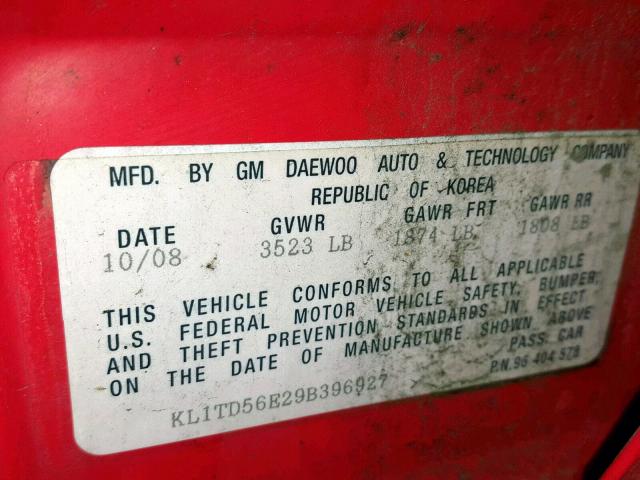 MFD. BY GM DAEWOO AUTO & TECHNOLOGY COMPANY
REPUBLIC OF KOREA
DATE GVWR GAWR FRT GAWR RR
10/08 3523 LB 1874 LB 1808 LB
THIS VEHICLE CONFORMS TO ALL APPLICABLE
U.S. FEDERAL MOTOR VEHICLE SAFETY, BUMPER,
AND THEFT PREVENTION STANDARDS IN EFFECT
ON THE DATE OF MANUFACTURE SHOWN ABOVE
PASS. CAR
P.N.96 404 578
KL1TD56E29B396927